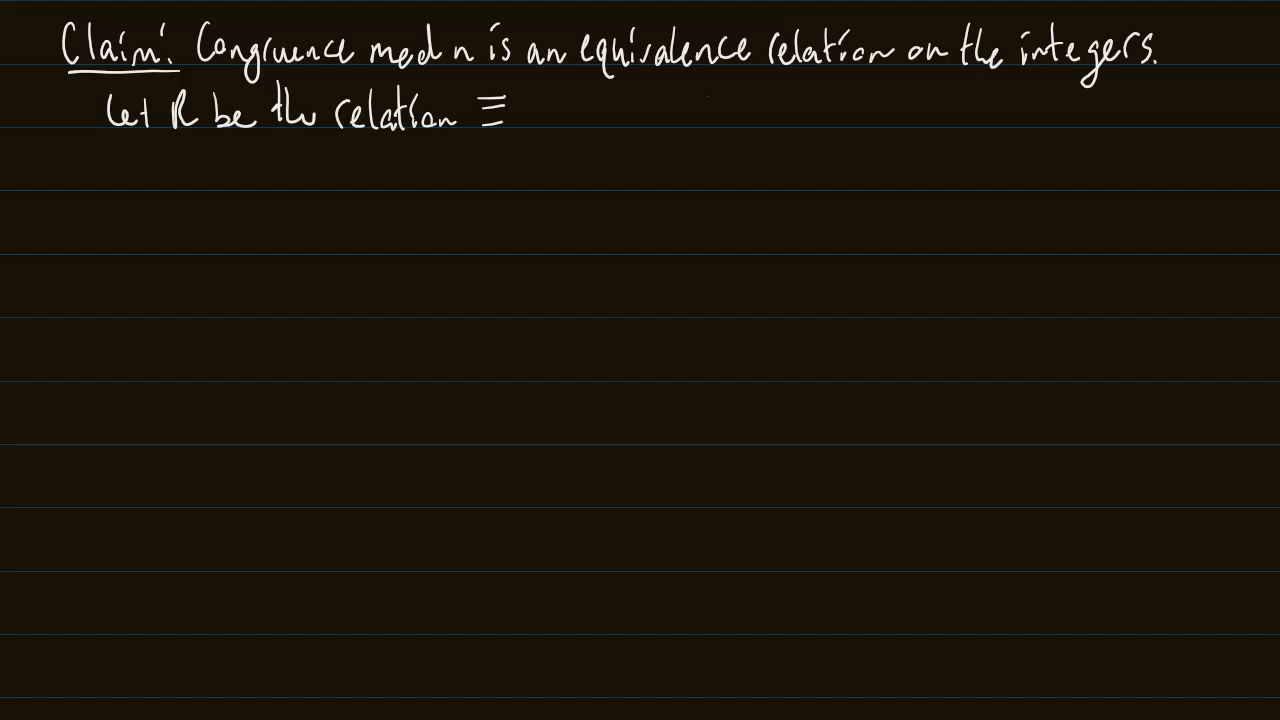 Claim: Congruence mod n is an equivalence relation on the integers.
Let R be the relation ≡